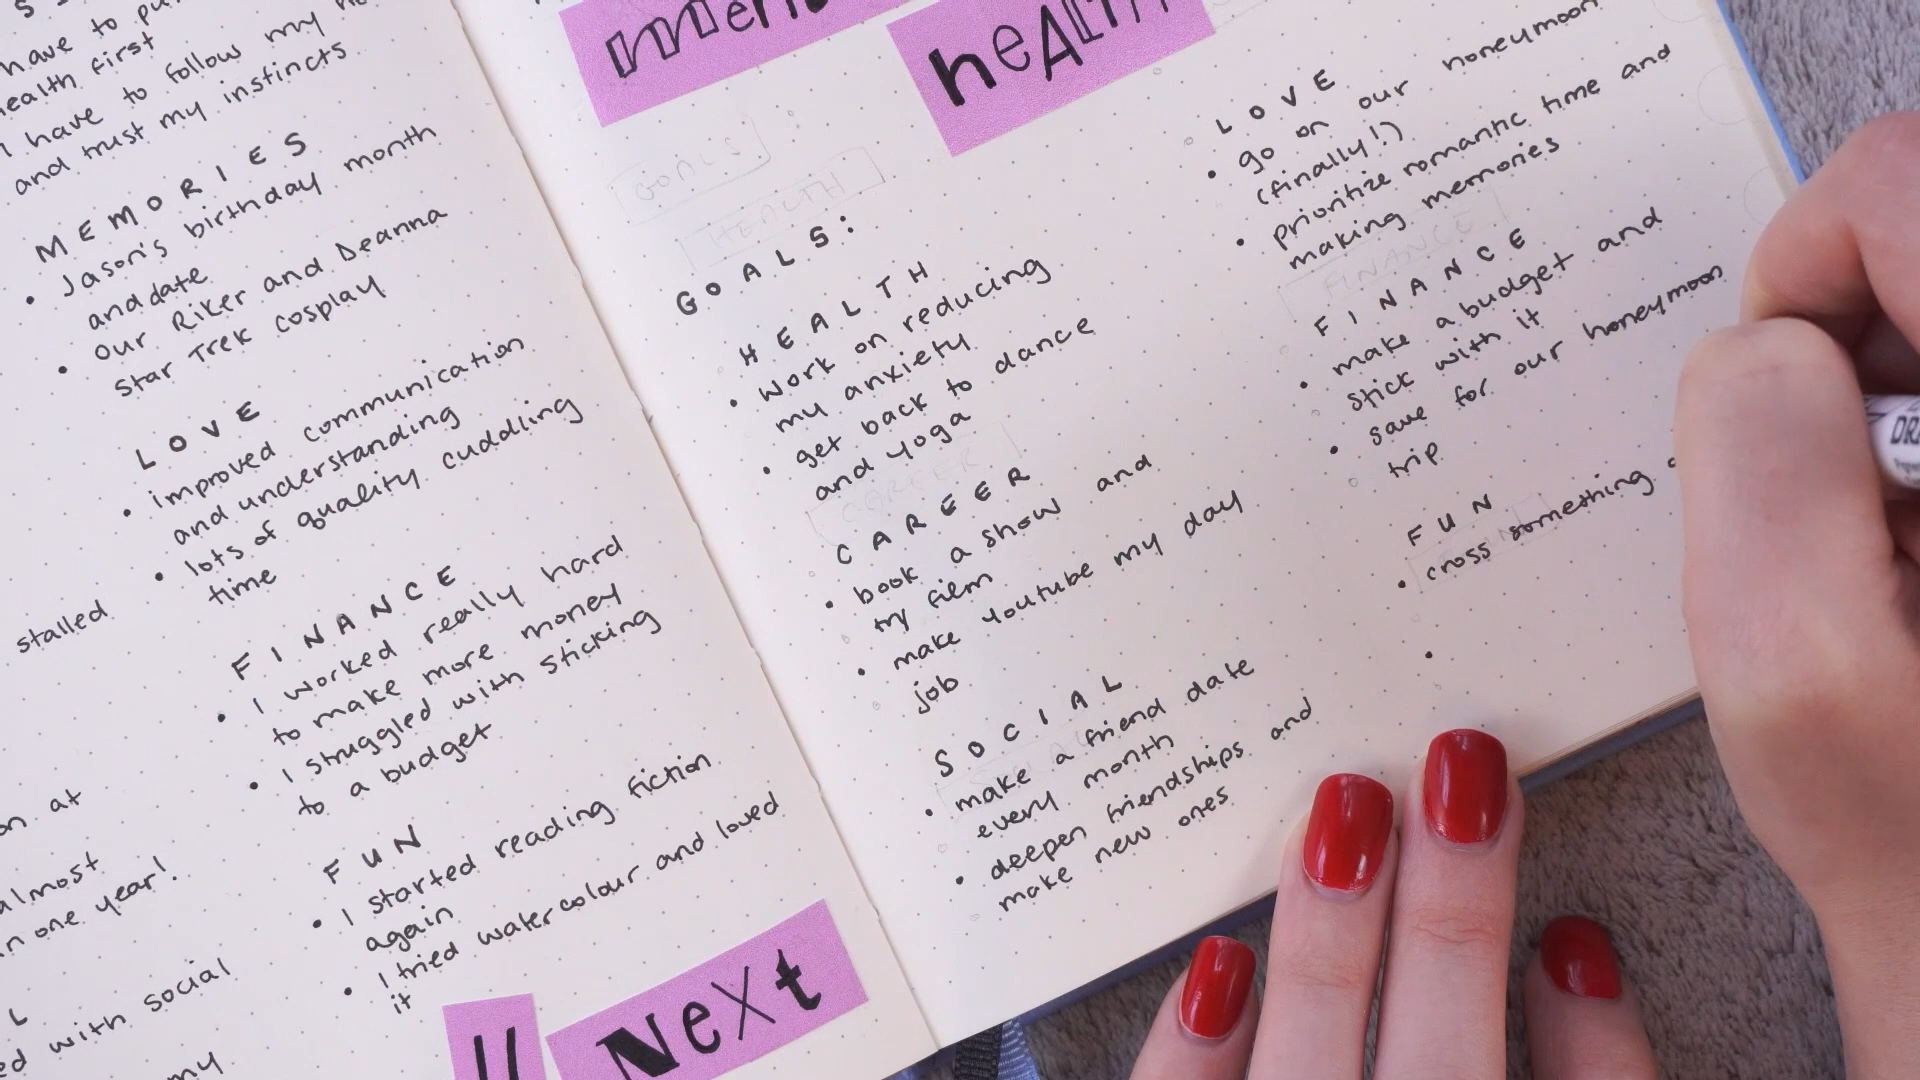 have to
health first
I have to follow my
and trust my instincts
MEMORIES
• Jason's birthday month
and date
• our Riker and Deanna
Star Trek cosplay
LOVE
• improved communication
and understanding
• lots of quality cuddling
time
FINANCE
• I worked really hard
to make more money
• I struggled with sticking
to a budget
FUN
• I started reading fiction
again
• I tried watercolour and loved
it
stalled
at
almost
in one year!
with social
my
Next
heALTH
GOALS
HEALTH
GOALS:
HEALTH
• work on reducing
my anxiety
• get back to dance
and yoga
CAREER
CAREER
• book a show and
try film
• make youtube my day
job
SOCIAL
• make a friend date
every month
• deepen friendships and
make new ones
LOVE
• go on our honeymoon
(finally!)
• prioritize romantic time and
making memories
FINANCE
FINANCE
• make a budget and
stick with it
• save for our honeymoon
trip
FUN
• cross something
•